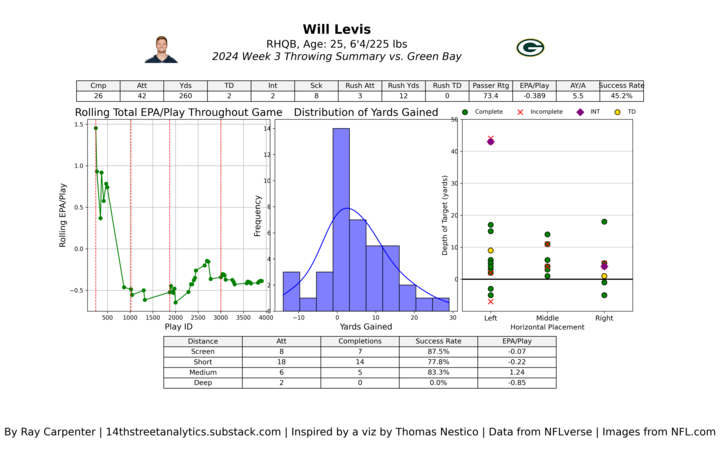 Will Levis
RHQB, Age: 25, 6'4/225 lbs
2024 Week 3 Throwing Summary vs. Green Bay
Cmp Att Yds TD Int Sck Rush Att Rush Yds Rush TD Passer Rtg EPA/Play AY/A Success Rate
26 42 260 2 2 8 3 12 0 73.4 -0.389 5.5 45.2%
Rolling Total EPA/Play Throughout Game
Rolling EPA/Play
1.5
1.0
0.5
0.0
−0.5
500 1000 1500 2000 2500 3000 3500 4000
Play ID
Distribution of Yards Gained
Frequency
14
12
10
8
6
4
2
0
−10 0 10 20 30
Yards Gained
Complete Incomplete INT TD
Depth of Target (yards)
50
40
30
20
10
0
Left Middle Right
Horizontal Placement
Distance Att Completions Success Rate EPA/Play
Screen 8 7 87.5% -0.07
Short 18 14 77.8% -0.22
Medium 6 5 83.3% 1.24
Deep 2 0 0.0% -0.85
By Ray Carpenter | 14thstreetanalytics.substack.com | Inspired by a viz by Thomas Nestico | Data from NFLverse | Images from NFL.com